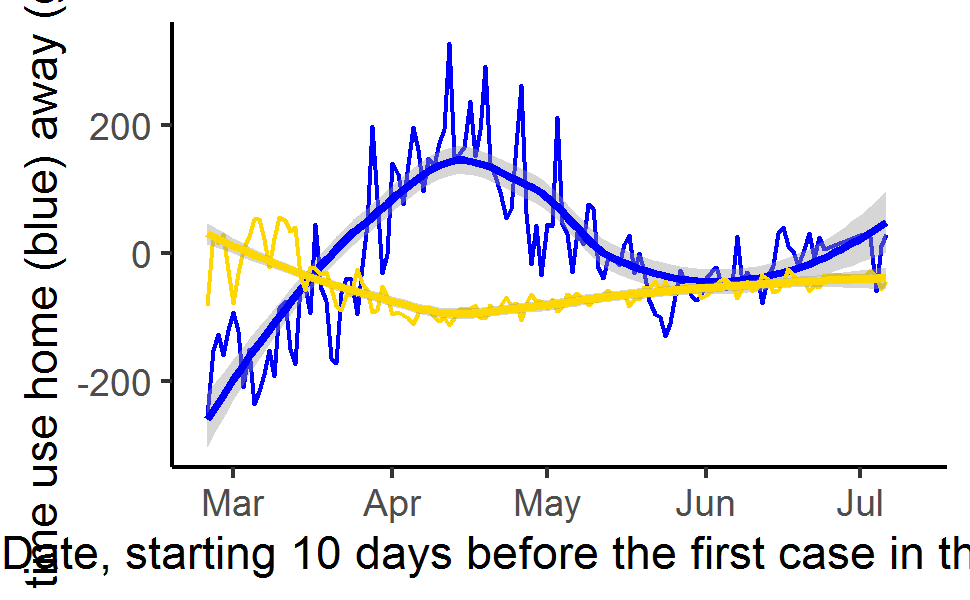 time use home (blue) away (
200
0
-200
Mar Apr May Jun Jul
Date, starting 10 days before the first case in th